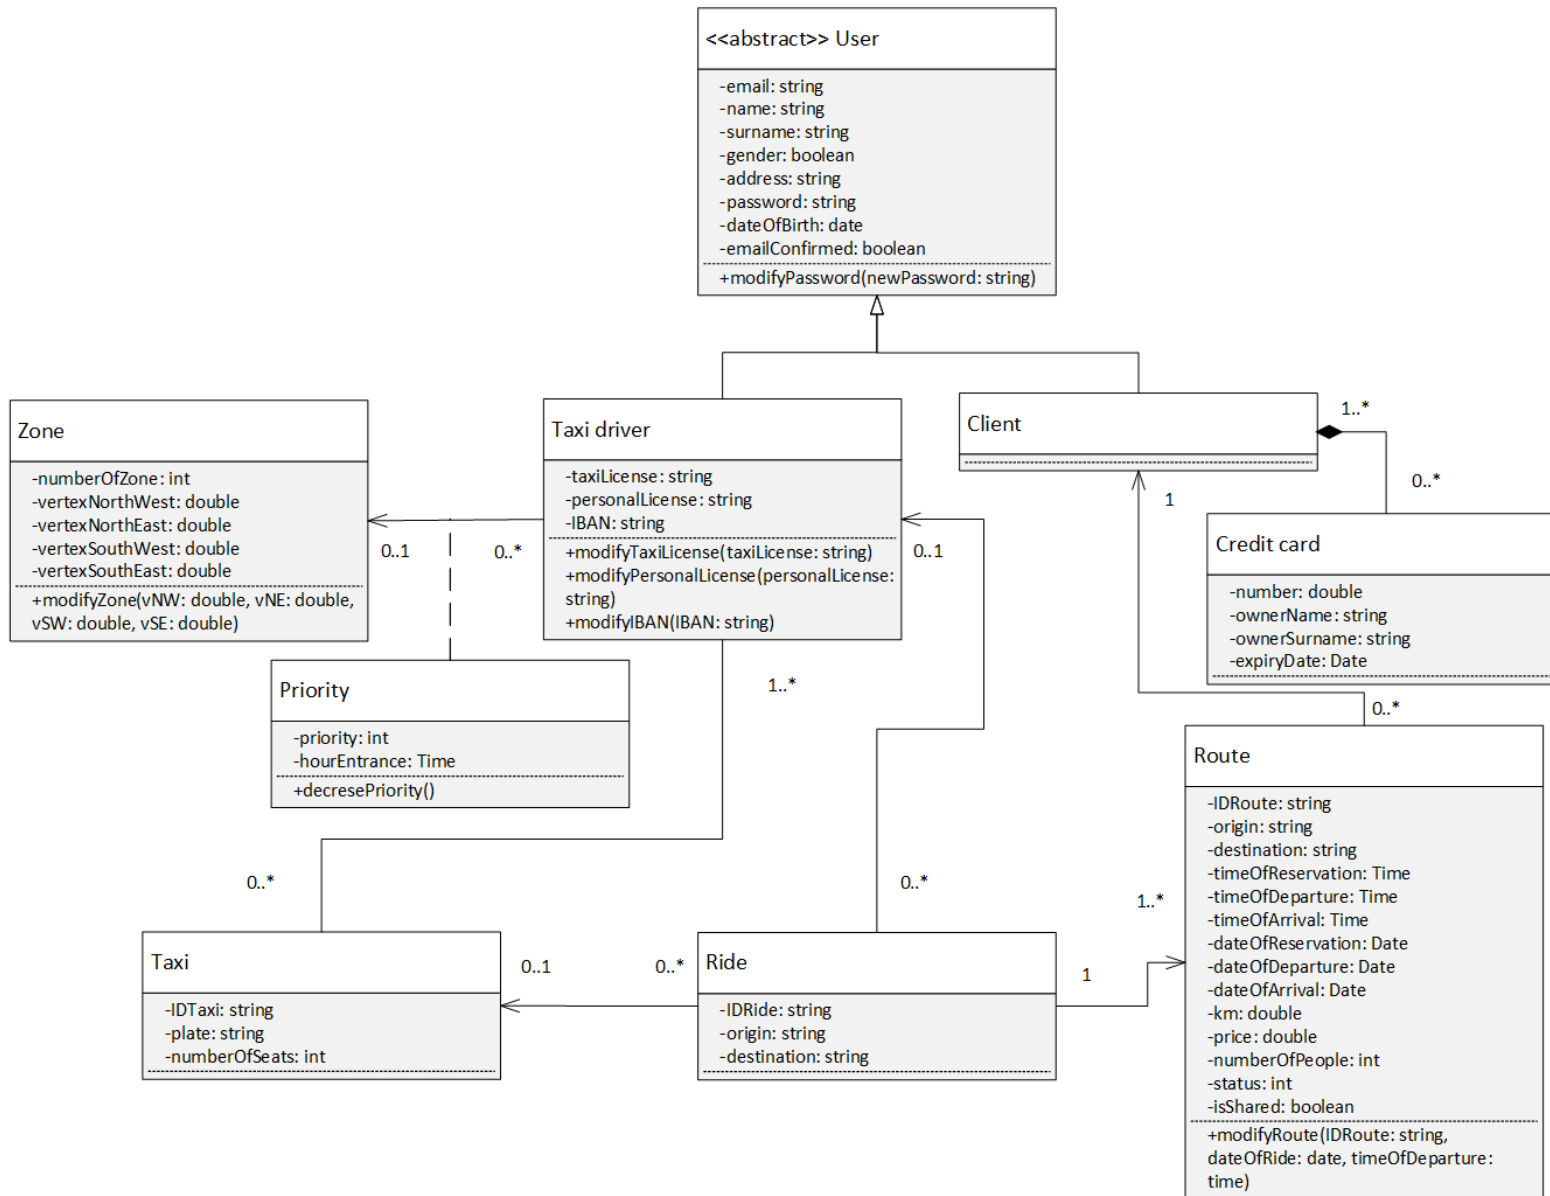 <<abstract>> User
-email: string
-name: string
-surname: string
-gender: boolean
-address: string
-password: string
-dateOfBirth: date
-emailConfirmed: boolean
+modifyPassword(newPassword: string)
Zone
-numberOfZone: int
-vertexNorthWest: double
-vertexNorthEast: double
-vertexSouthWest: double
-vertexSouthEast: double
+modifyZone(vNW: double, vNE: double,
vSW: double, vSE: double)
0..1
0..*
Taxi driver
-taxiLicense: string
-personalLicense: string
-IBAN: string
+modifyTaxiLicense(taxiLicense: string)
+modifyPersonalLicense(personalLicense:
string)
+modifyIBAN(IBAN: string)
0..1
Client
1..*
0..*
1
Credit card
-number: double
-ownerName: string
-ownerSurname: string
-expiryDate: Date
Priority
-priority: int
-hourEntrance: Time
+decresePriority()
1..*
0..*
0..*
0..*
1..*
Route
-IDRoute: string
-origin: string
-destination: string
-timeOfReservation: Time
-timeOfDeparture: Time
-timeOfArrival: Time
-dateOfReservation: Date
-dateOfDeparture: Date
-dateOfArrival: Date
-km: double
-price: double
-numberOfPeople: int
-status: int
-isShared: boolean
+modifyRoute(IDRoute: string,
dateOfRide: date, timeOfDeparture:
time)
Taxi
-IDTaxi: string
-plate: string
-numberOfSeats: int
0..1
0..*
Ride
-IDRide: string
-origin: string
-destination: string
1